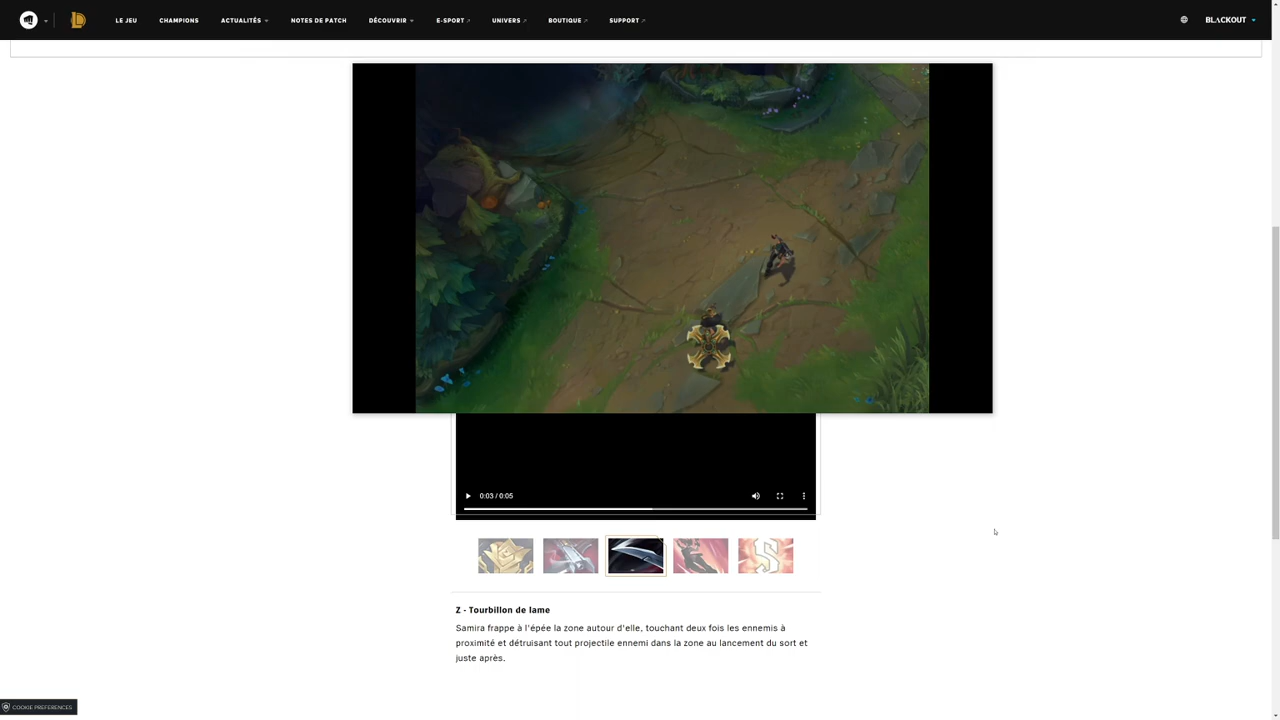 LE JEU CHAMPIONS ACTUALITÉS NOTES DE PATCH DÉCOUVRIR E-SPORT UNIVERS BOUTIQUE SUPPORT BLACKOUT
0:03 / 0:05
Z - Tourbillon de lame
Samira frappe à l'épée la zone autour d'elle, touchant deux fois les ennemis à
proximité et détruisant tout projectile ennemi dans la zone au lancement du sort et
juste après.
COOKIE PREFERENCES